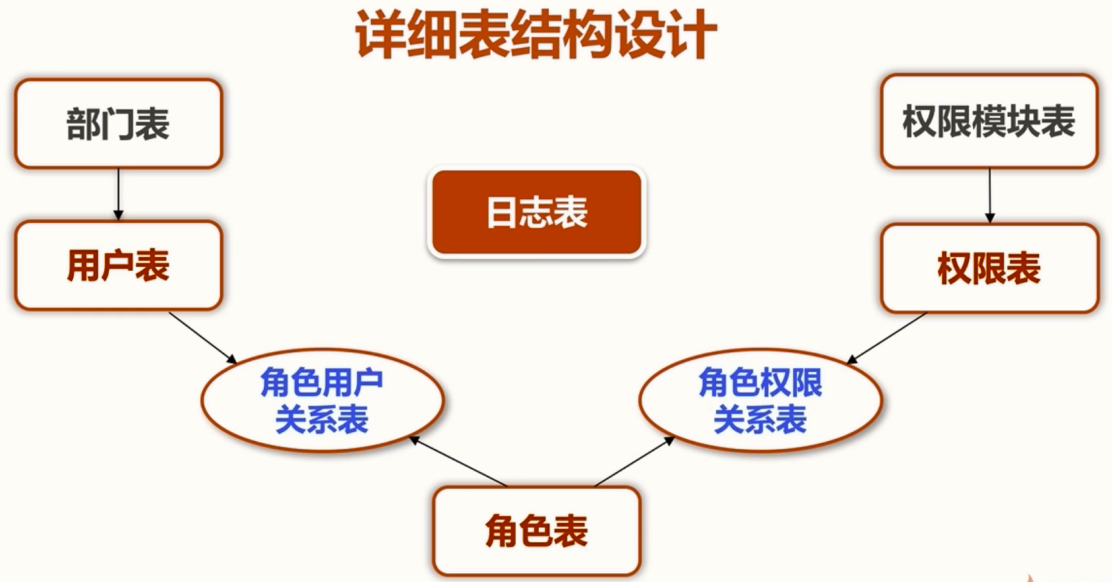 详细表结构设计
部门表
权限模块表
日志表
用户表
权限表
角色用户
关系表
角色权限
关系表
角色表